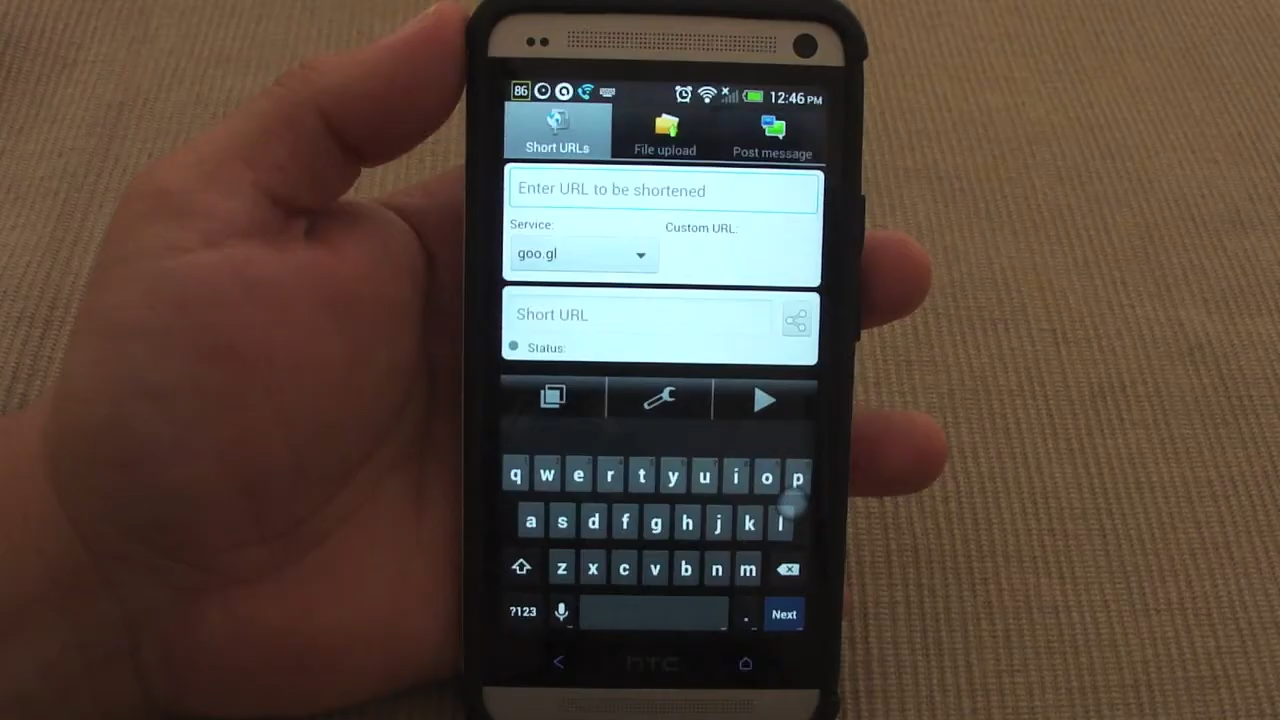 86 12:46 PM
Short URLs File upload Post message
Enter URL to be shortened
Service: Custom URL:
goo.gl
Short URL
Status:
q w e r t y u i o p
a s d f g h j k l
z x c v b n m
?123 . Next
hTC